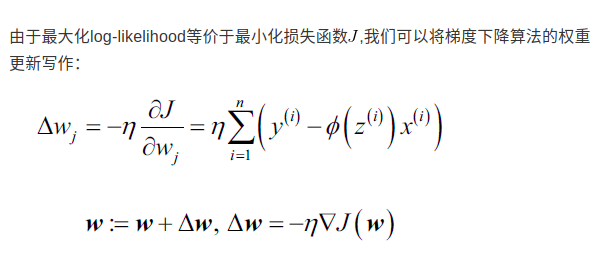 由于最大化log-likelihood等价于最小化损失函数J,我们可以将梯度下降算法的权重
更新写作：
Δw_j = −η ∂J/∂w_j = η ∑_{i=1}^{n} ( y^(i) − ϕ( z^(i) ) x^(i) )
w := w + Δw, Δw = −η∇J( w )